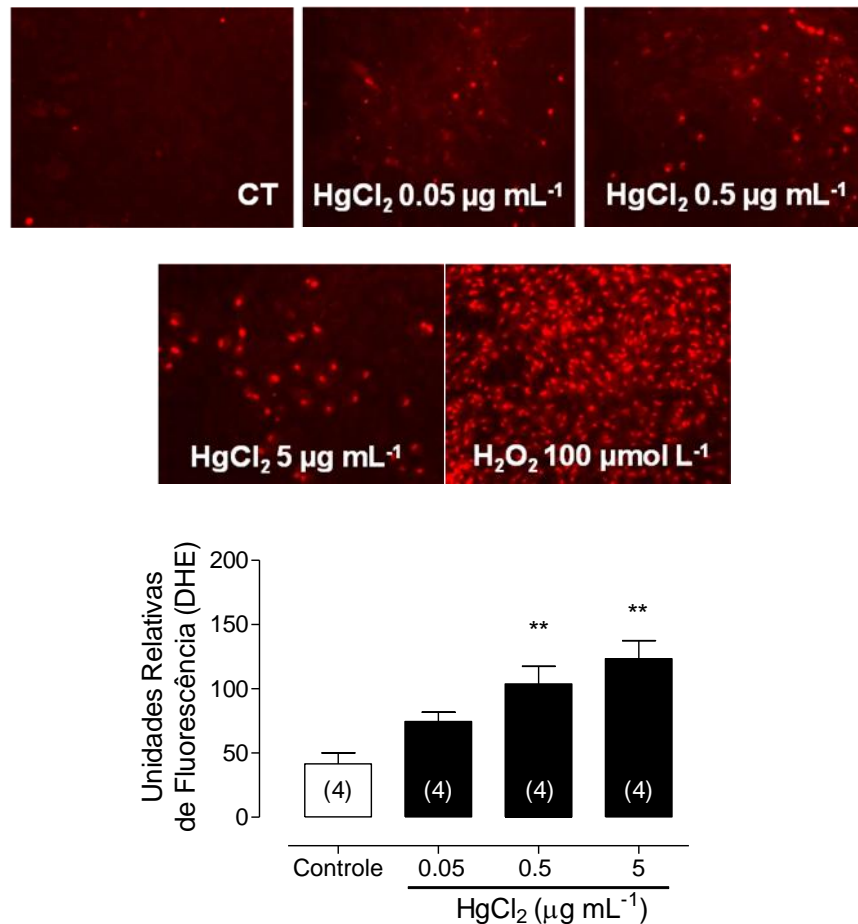 CT
HgCl₂ 0.05 µg mL⁻¹
HgCl₂ 0.5 µg mL⁻¹
HgCl₂ 5 µg mL⁻¹
H₂O₂ 100 µmol L⁻¹
Unidades Relativas
de Fluorescência (DHE)
200
150
100
50
0
** **
(4) (4) (4) (4)
Controle 0.05 0.5 5
HgCl₂ (µg mL⁻¹)